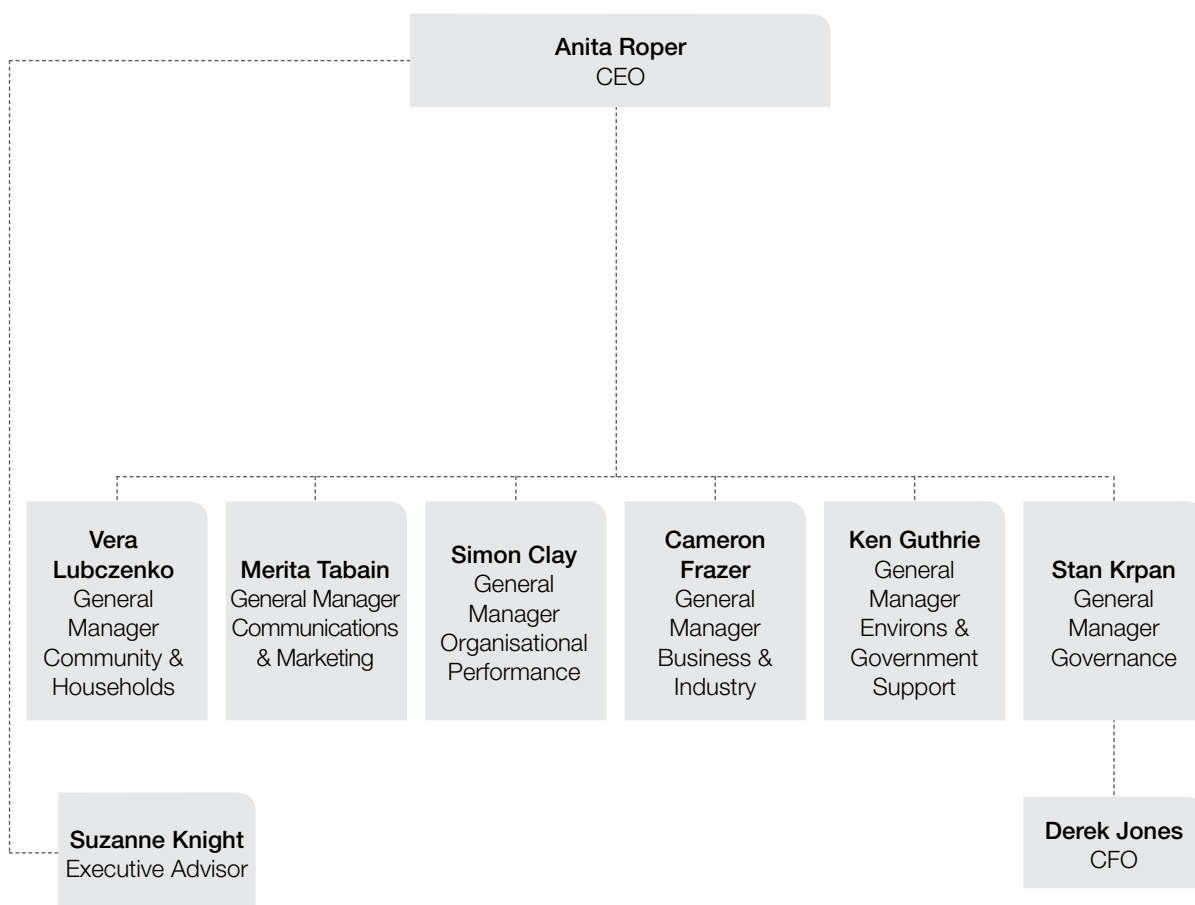 Anita Roper
CEO
Vera
Lubczenko
General
Manager
Community &
Households
Merita Tabain
General Manager
Communications
& Marketing
Simon Clay
General
Manager
Organisational
Performance
Cameron
Frazer
General
Manager
Business &
Industry
Ken Guthrie
General
Manager
Environs &
Government
Support
Stan Krpan
General
Manager
Governance
Suzanne Knight
Executive Advisor
Derek Jones
CFO